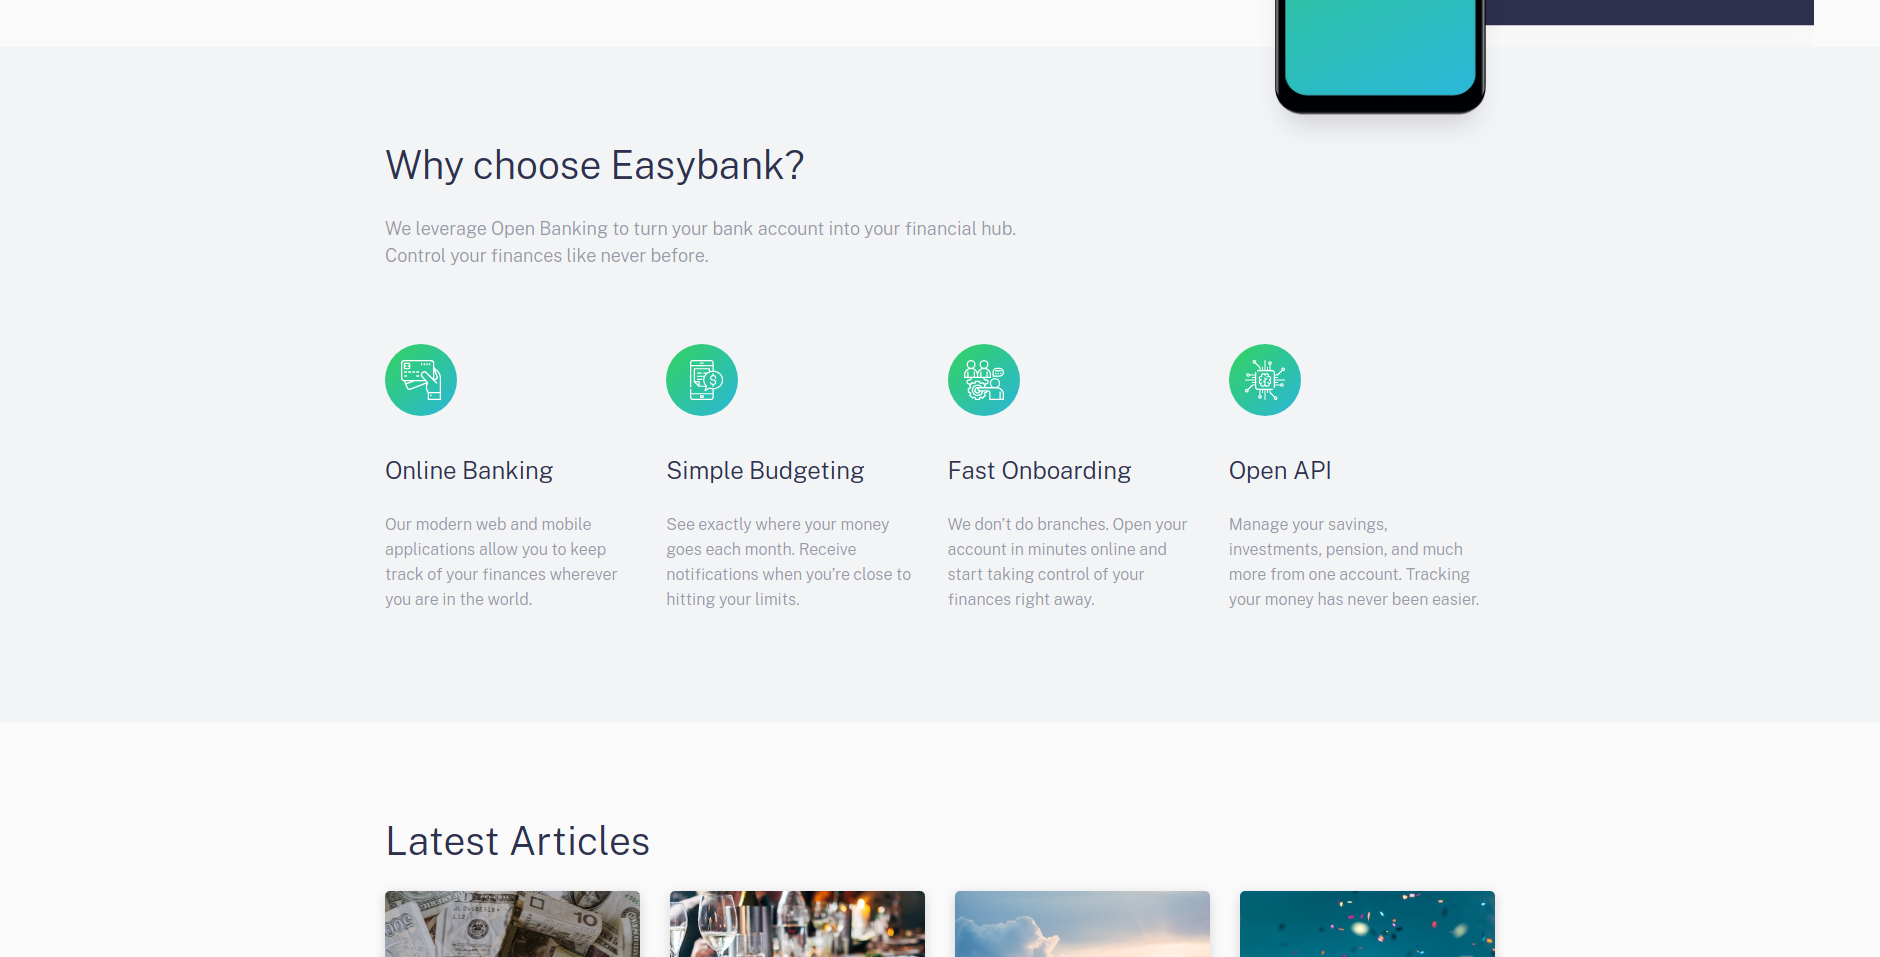 Why choose Easybank?
We leverage Open Banking to turn your bank account into your financial hub.
Control your finances like never before.
Online Banking
Our modern web and mobile
applications allow you to keep
track of your finances wherever
you are in the world.
Simple Budgeting
See exactly where your money
goes each month. Receive
notifications when you’re close to
hitting your limits.
Fast Onboarding
We don’t do branches. Open your
account in minutes online and
start taking control of your
finances right away.
Open API
Manage your savings,
investments, pension, and much
more from one account. Tracking
your money has never been easier.
Latest Articles
10